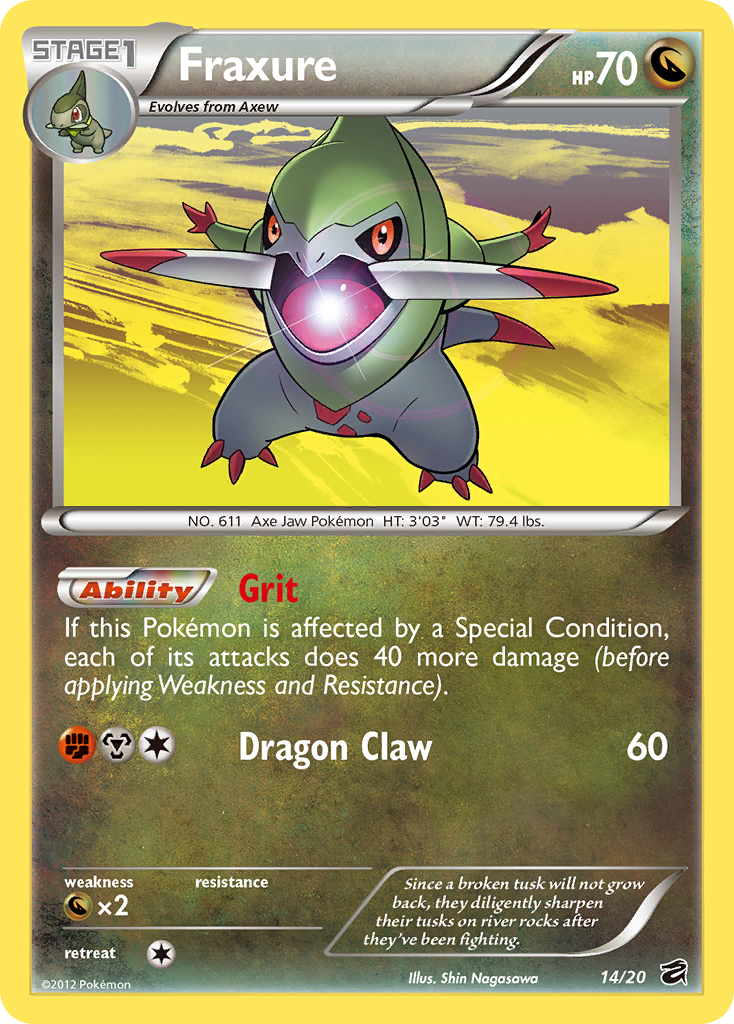 STAGE1
Fraxure
HP70
Evolves from Axew
NO. 611 Axe Jaw Pokémon HT: 3'03" WT: 79.4 lbs.
Ability Grit
If this Pokémon is affected by a Special Condition,
each of its attacks does 40 more damage (before
applying Weakness and Resistance).
Dragon Claw 60
weakness resistance
×2
retreat
Since a broken tusk will not grow
back, they diligently sharpen
their tusks on river rocks after
they've been fighting.
©2012 Pokémon
Illus. Shin Nagasawa
14/20